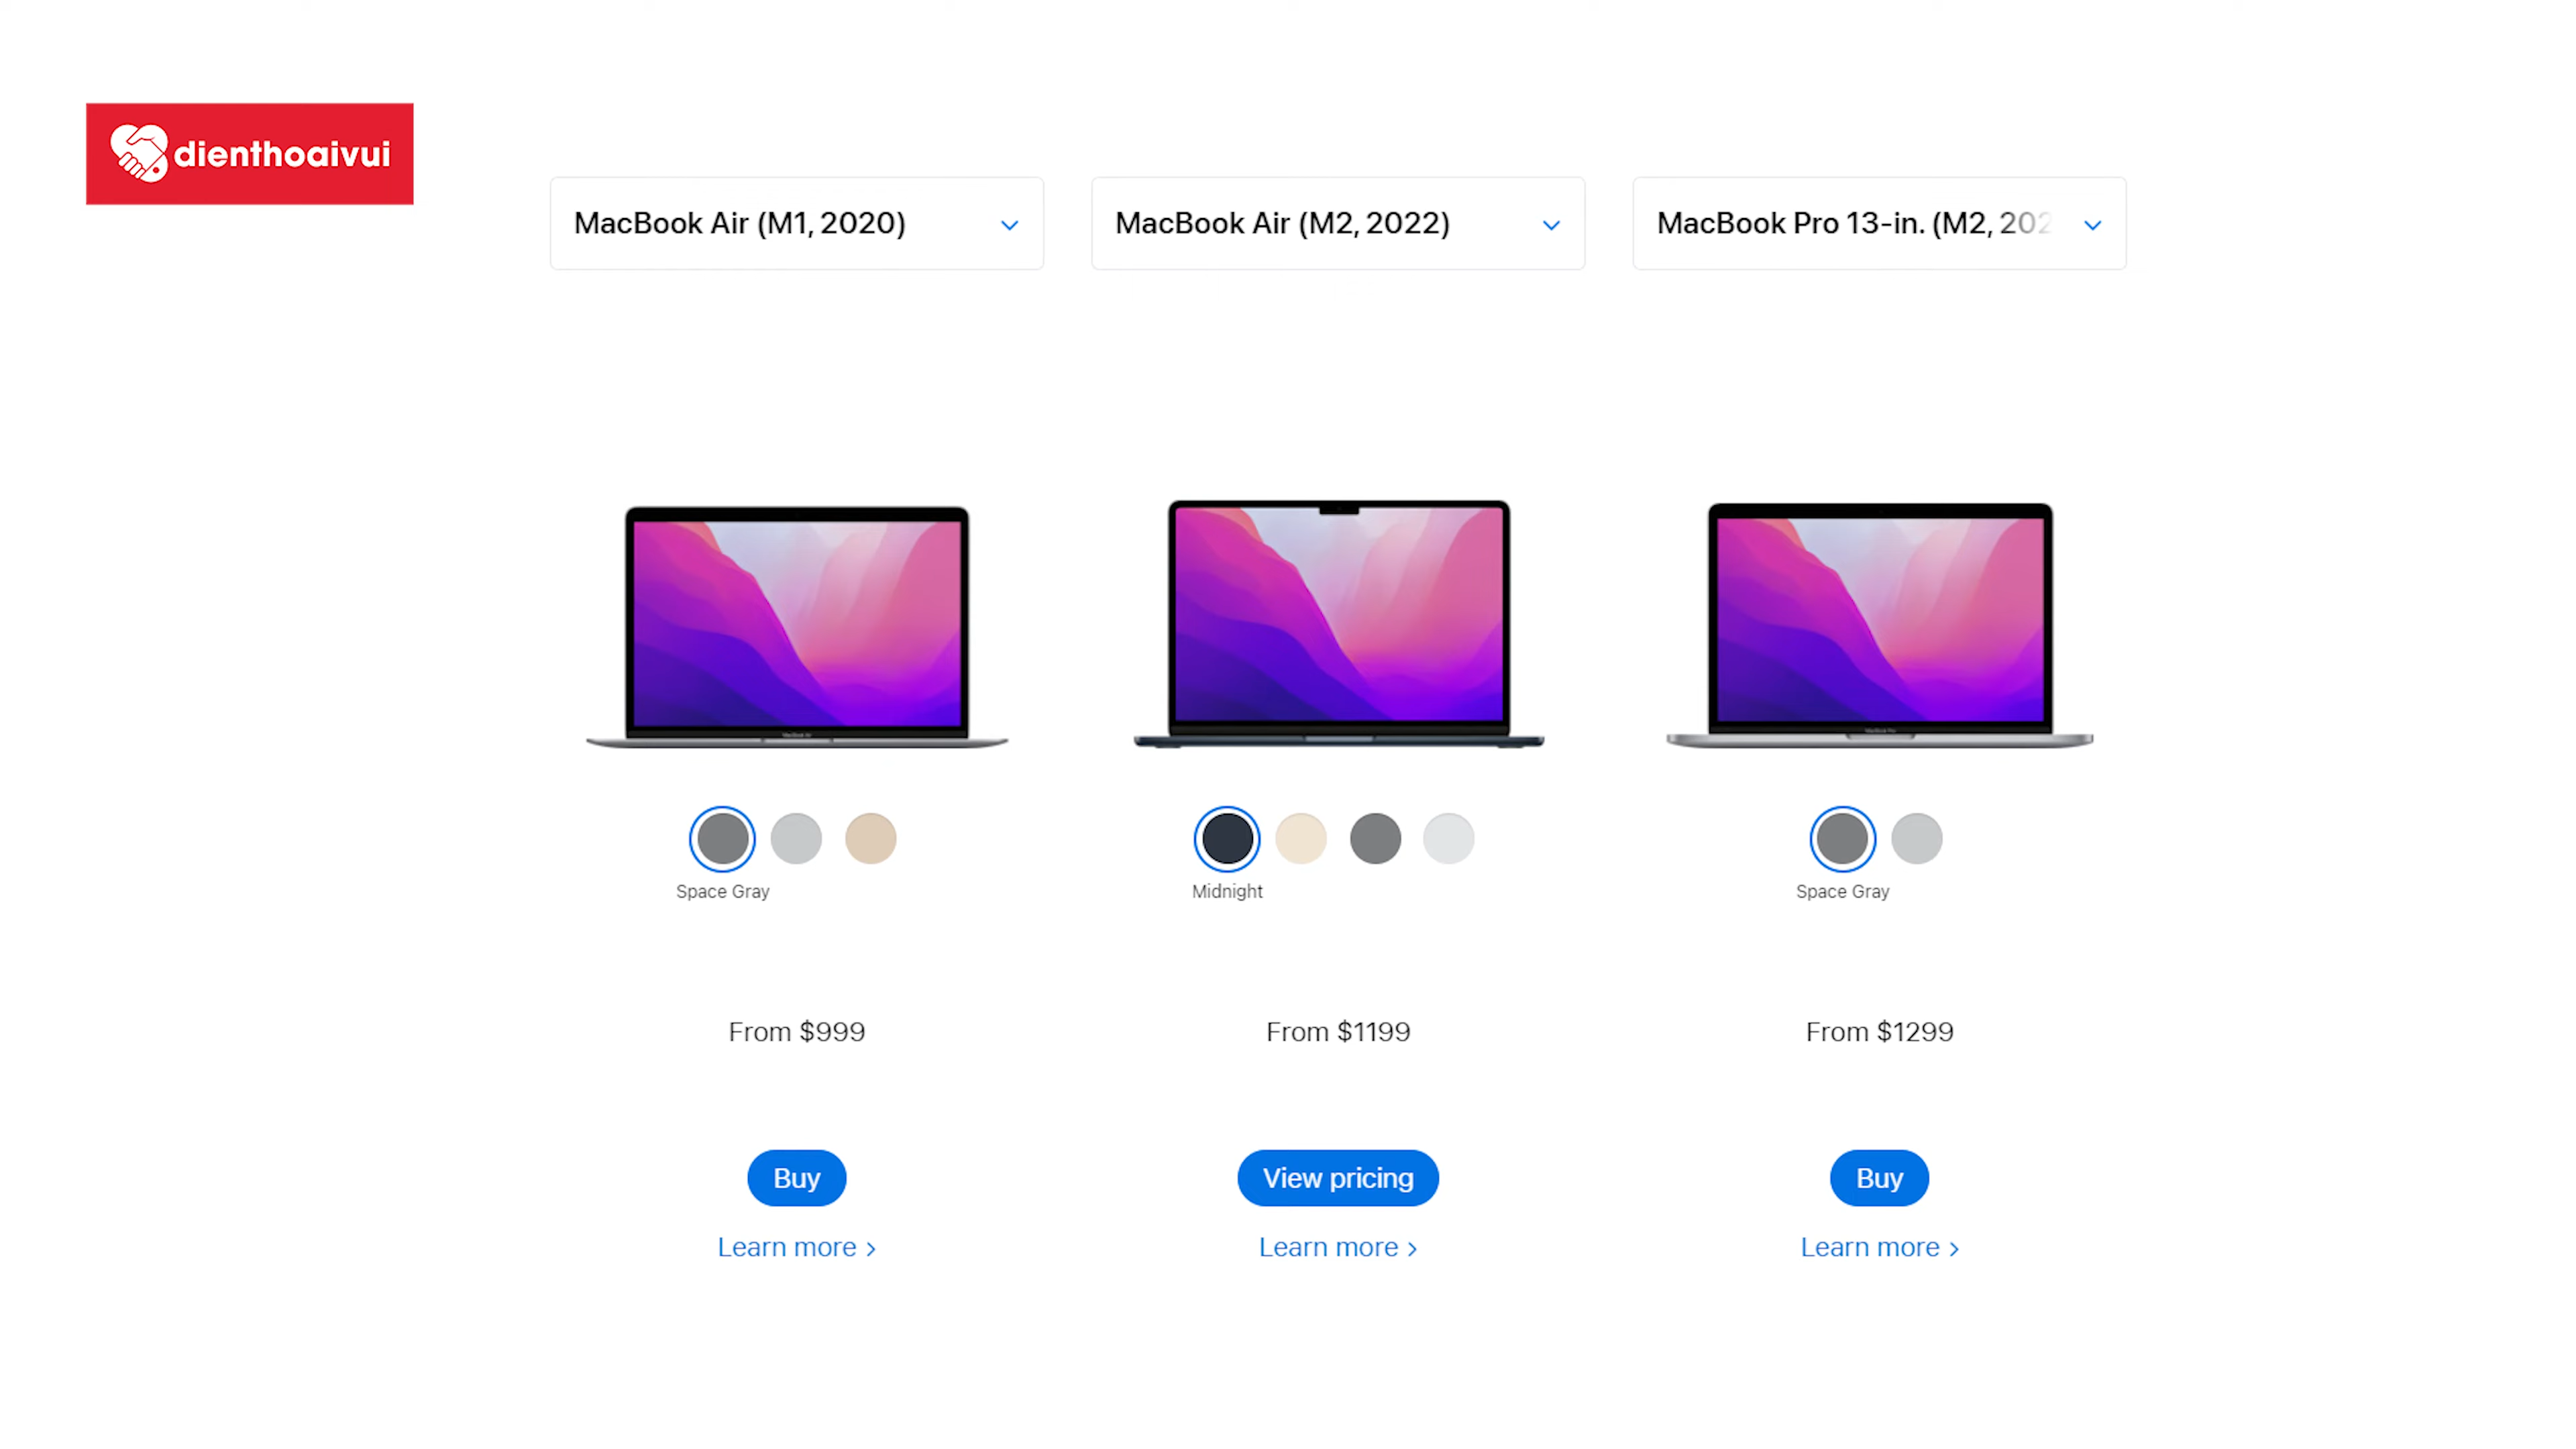 dienthoaivui
MacBook Air (M1, 2020)
MacBook Air (M2, 2022)
MacBook Pro 13-in. (M2, 202
Space Gray
Midnight
Space Gray
From $999
From $1199
From $1299
Buy
View pricing
Buy
Learn more >
Learn more >
Learn more >